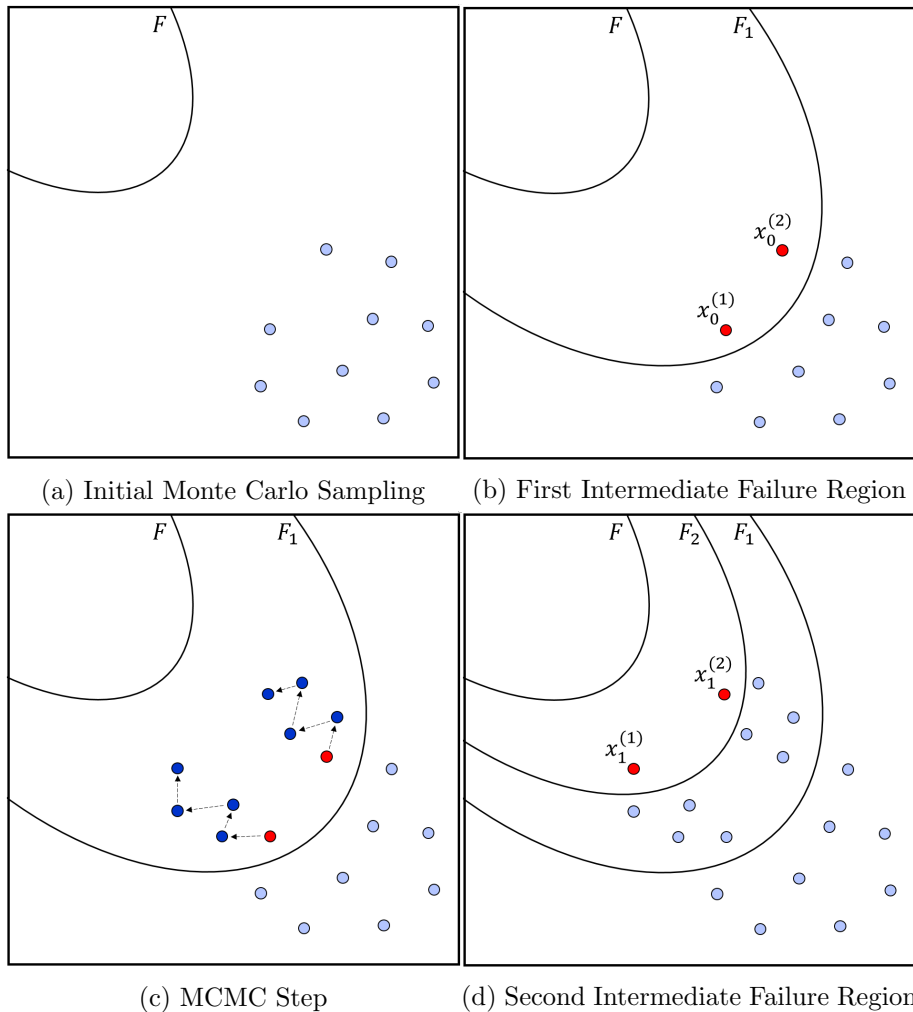 F
F F₁
x₀⁽²⁾
x₀⁽¹⁾
(a) Initial Monte Carlo Sampling (b) First Intermediate Failure Region
F F₁
F F₂ F₁
x₁⁽²⁾
x₁⁽¹⁾
(c) MCMC Step (d) Second Intermediate Failure Region